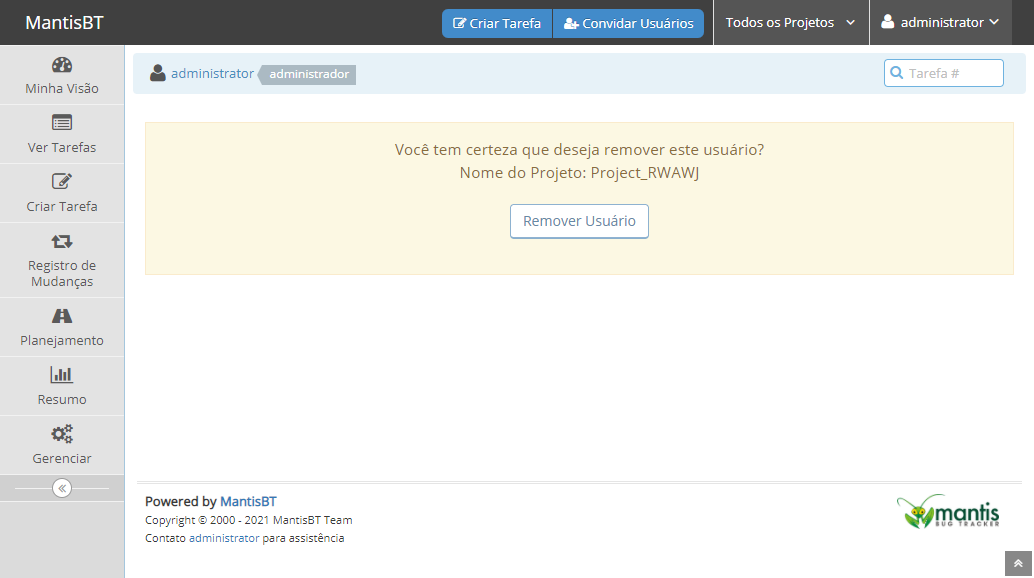 MantisBT
Criar Tarefa
Convidar Usuários
Todos os Projetos
administrator
Minha Visão
Ver Tarefas
Criar Tarefa
Registro de
Mudanças
Planejamento
Resumo
Gerenciar
administrator
administrador
Tarefa #
Você tem certeza que deseja remover este usuário?
Nome do Projeto: Project_RWAWJ
Remover Usuário
Powered by MantisBT
Copyright © 2000 - 2021 MantisBT Team
Contato administrator para assistência
mantis
BUG TRACKER